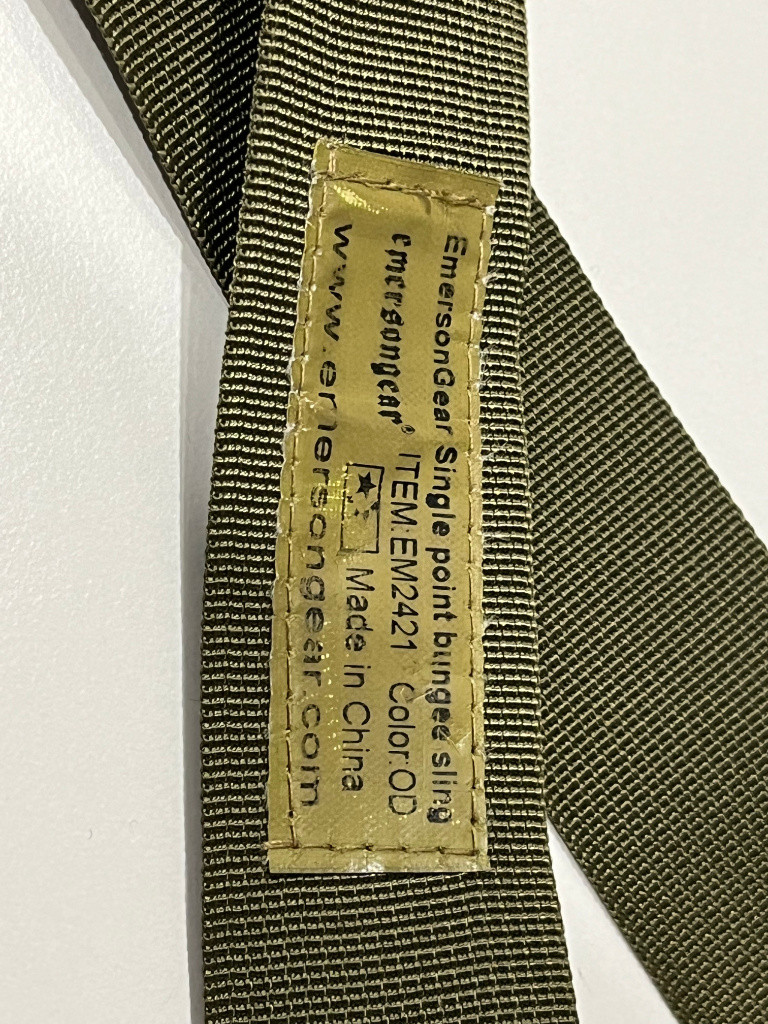 EmersonGear Single point bungee sling
emersongear® ITEM:EM2421 Color:OD
Made in China
www.emersongear.com